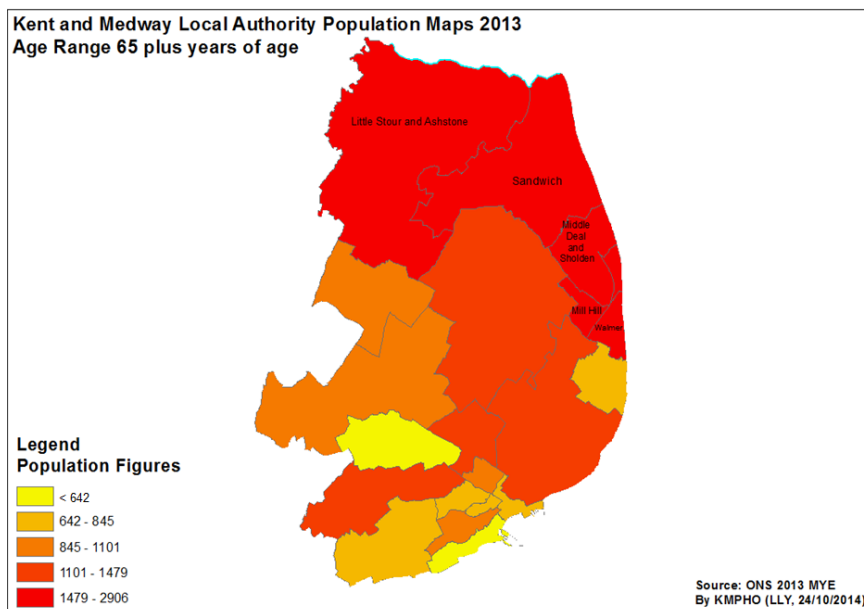 Kent and Medway Local Authority Population Maps 2013
Age Range 65 plus years of age
Little Stour and Ashstone
Sandwich
Middle
Deal
and
Sholden
Mill Hill
Walmer
Legend
Population Figures
< 642
642 - 845
845 - 1101
1101 - 1479
1479 - 2906
Source: ONS 2013 MYE
By KMPHO (LLY, 24/10/2014)